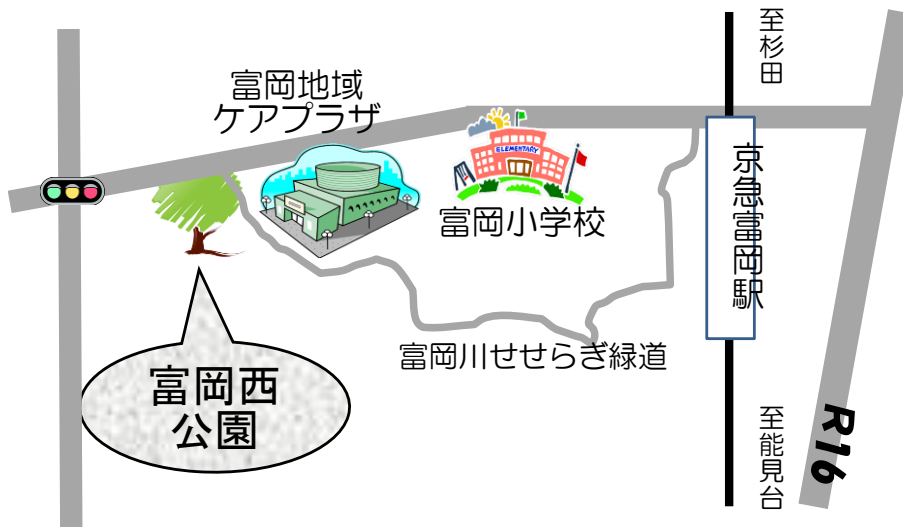 至杉田
富岡地域
ケアプラザ
ELEMENTARY
富岡小学校
京急富岡駅
富岡川せせらぎ緑道
富岡西
公園
至能見台
R16